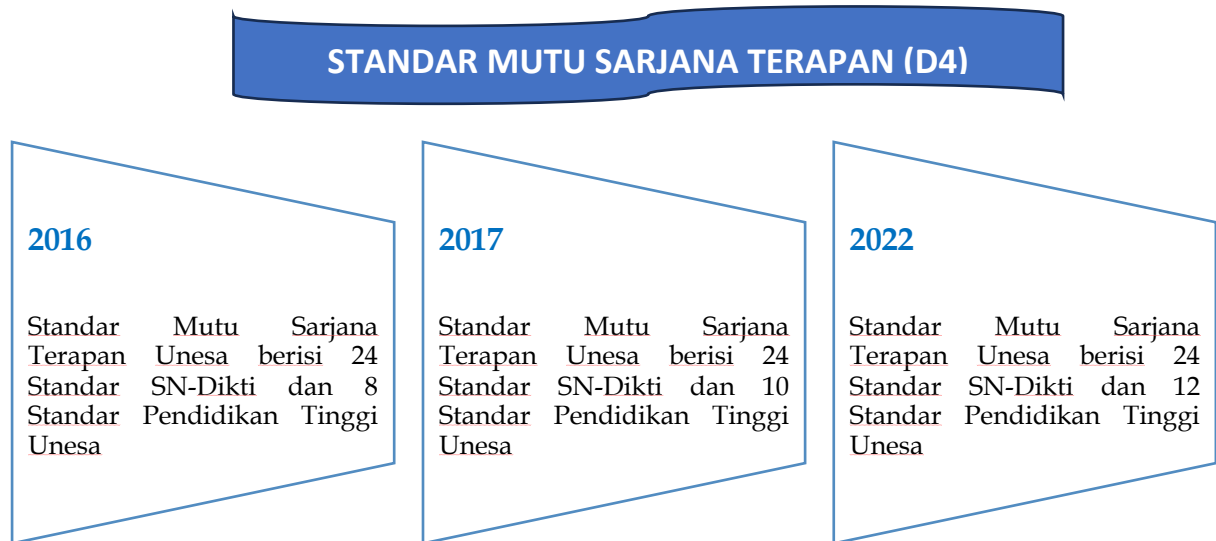 STANDAR MUTU SARJANA TERAPAN (D4)
2016
Standar Mutu Sarjana
Terapan Unesa berisi 24
Standar SN-Dikti dan 8
Standar Pendidikan Tinggi
Unesa
2017
Standar Mutu Sarjana
Terapan Unesa berisi 24
Standar SN-Dikti dan 10
Standar Pendidikan Tinggi
Unesa
2022
Standar Mutu Sarjana
Terapan Unesa berisi 24
Standar SN-Dikti dan 12
Standar Pendidikan Tinggi
Unesa